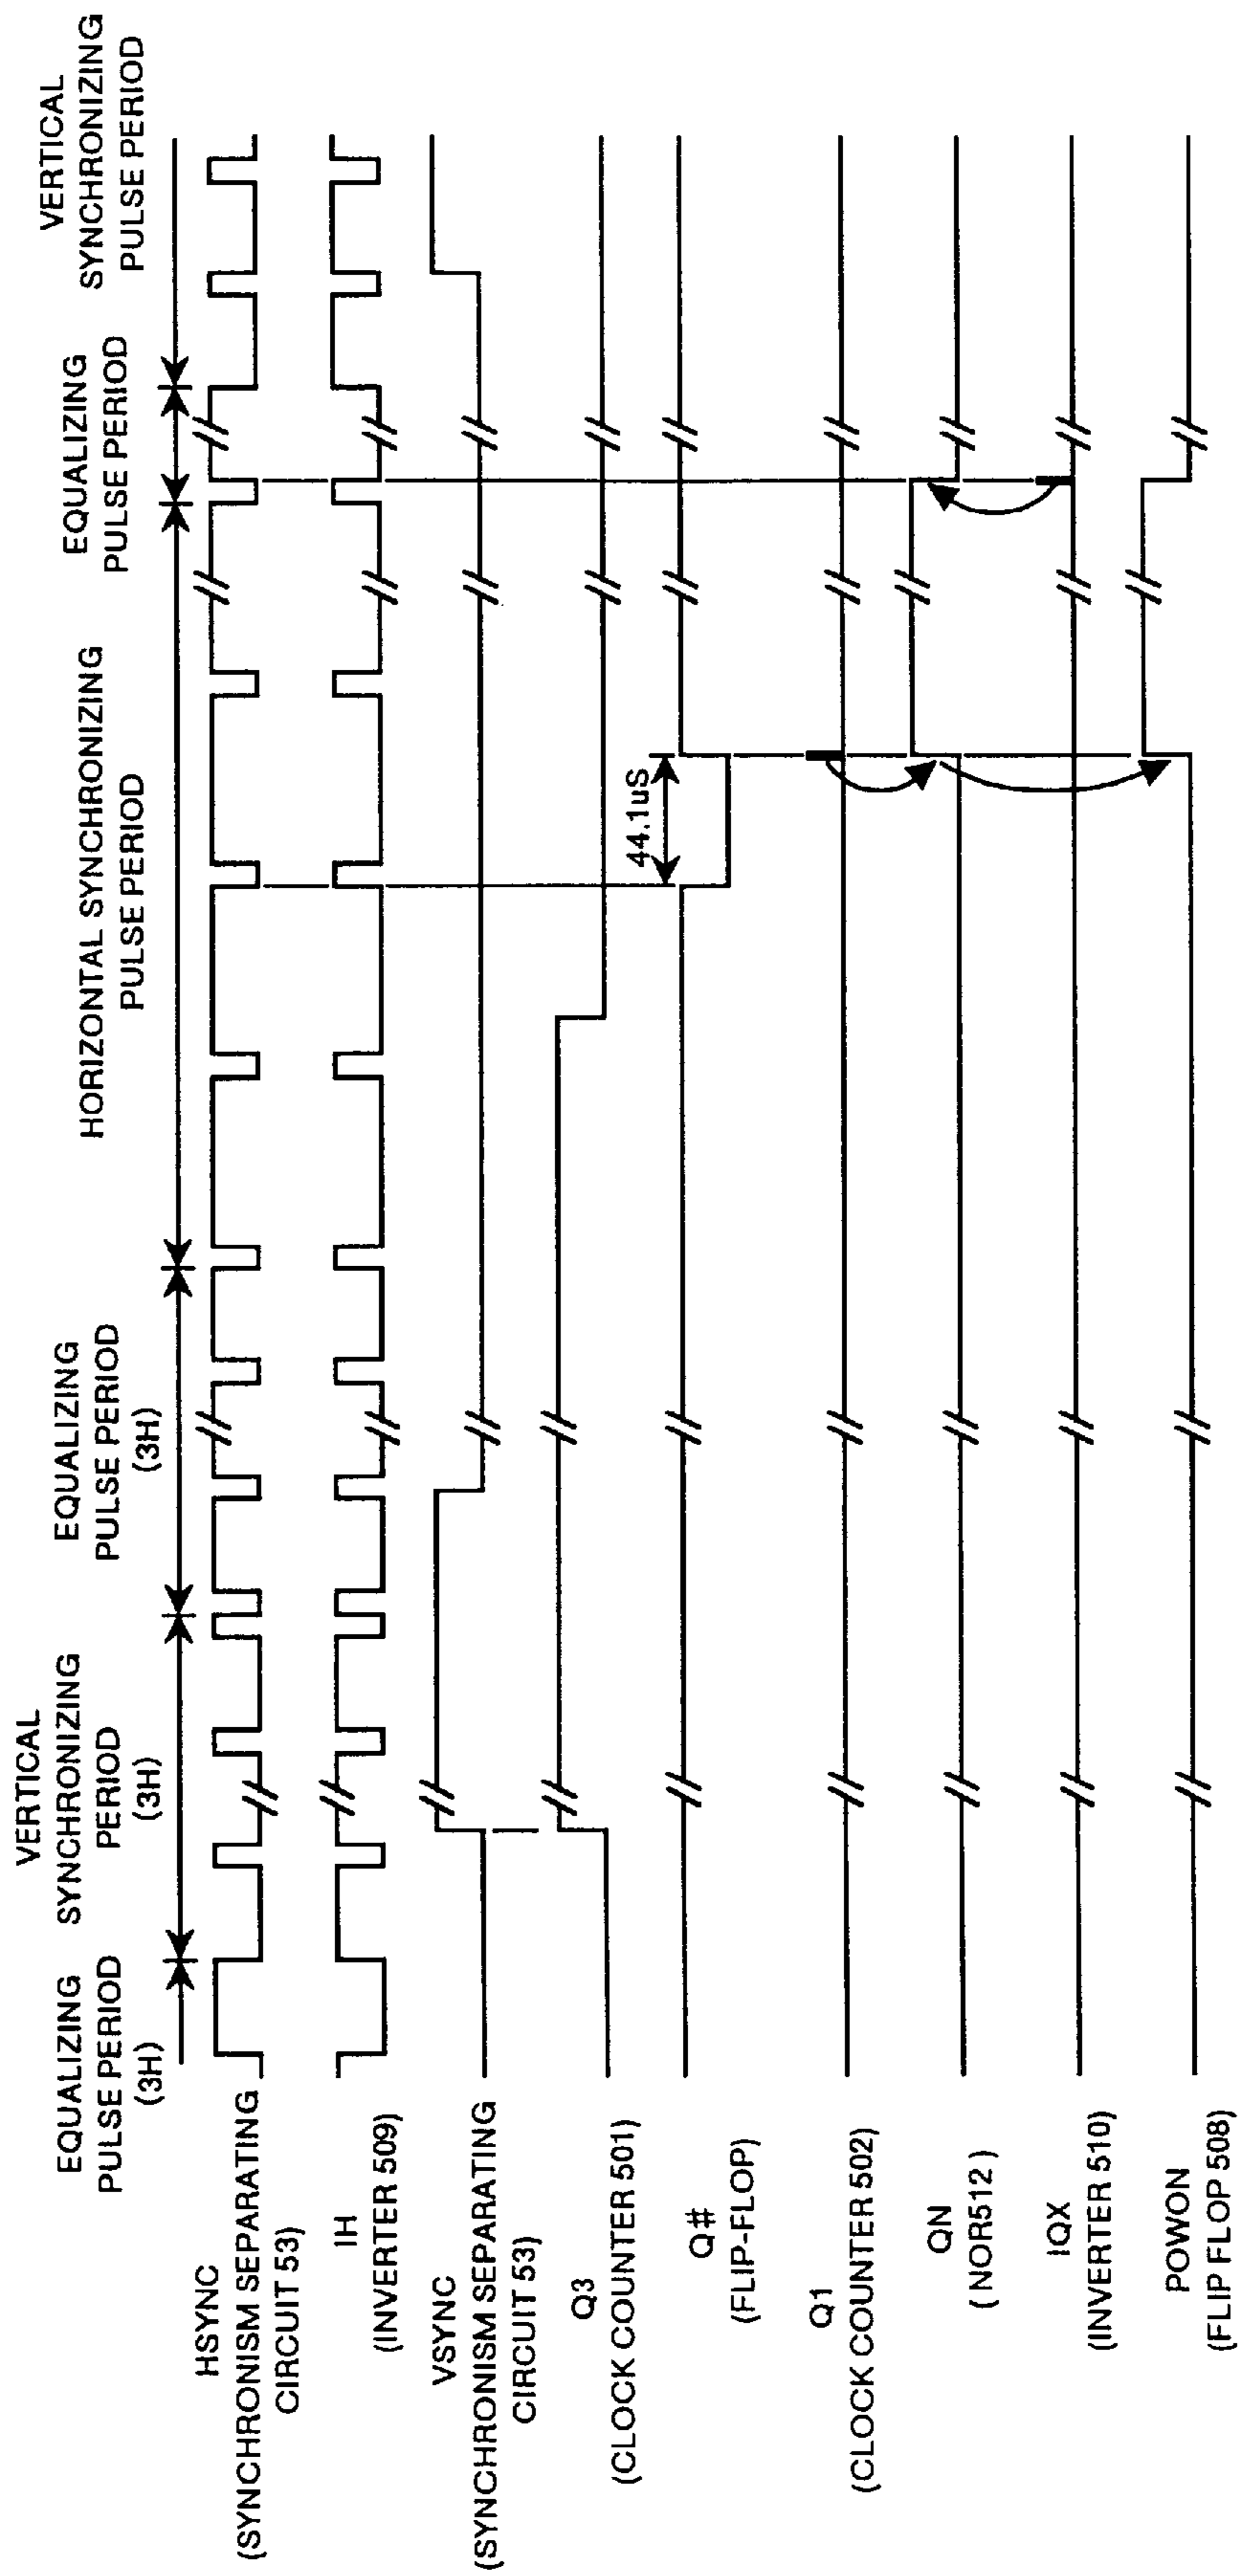 EQUALIZING
PULSE PERIOD
(3H)
VERTICAL
SYNCHRONIZING
PERIOD
(3H)
EQUALIZING
PULSE PERIOD
(3H)
HORIZONTAL SYNCHRONIZING
PULSE PERIOD
EQUALIZING
PULSE PERIOD
VERTICAL
SYNCHRONIZING
PULSE PERIOD
HSYNC
(SYNCHRONISM SEPARATING
CIRCUIT 53)
IH
(INVERTER 509)
VSYNC
(SYNCHRONISM SEPARATING
CIRCUIT 53)
Q3
(CLOCK COUNTER 501)
44.1uS
Q#
(FLIP-FLOP)
Q1
(CLOCK COUNTER 502)
QN
( NOR512 )
IQX
(INVERTER 510)
POWON
(FLIP FLOP 508)